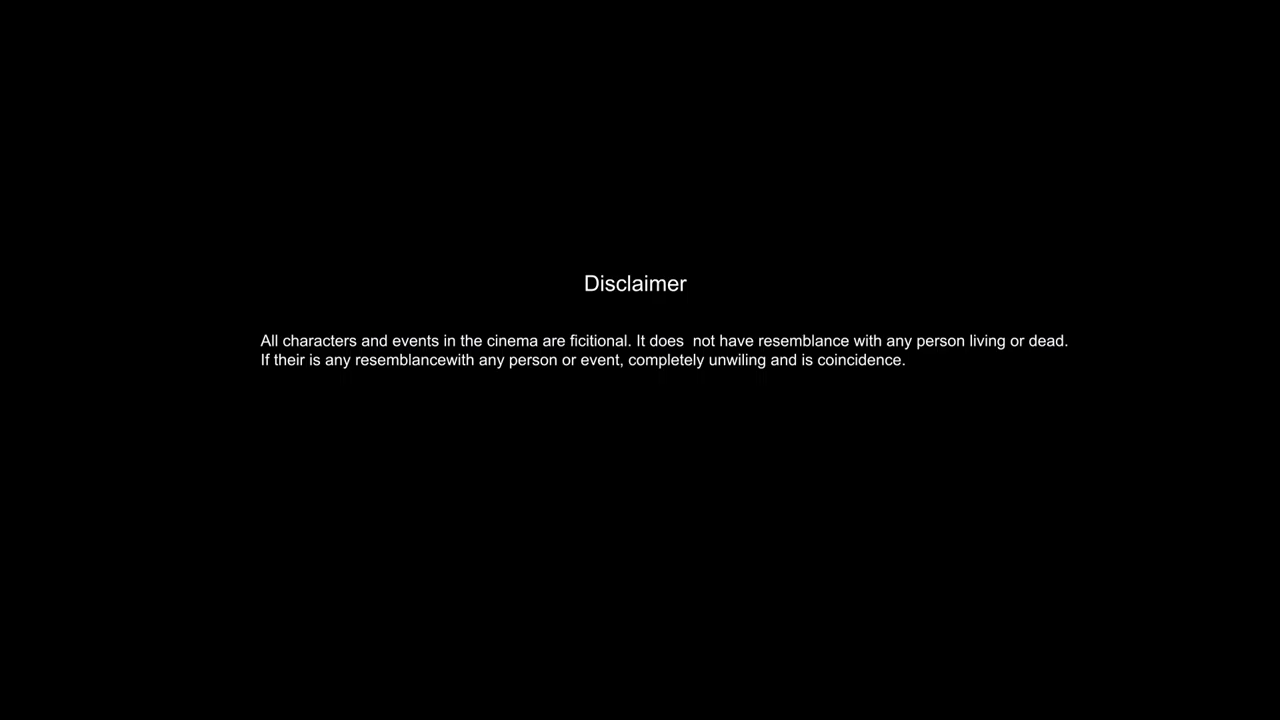 Disclaimer
All characters and events in the cinema are ficitional. It does  not have resemblance with any person living or dead.
If their is any resemblancewith any person or event, completely unwiling and is coincidence.